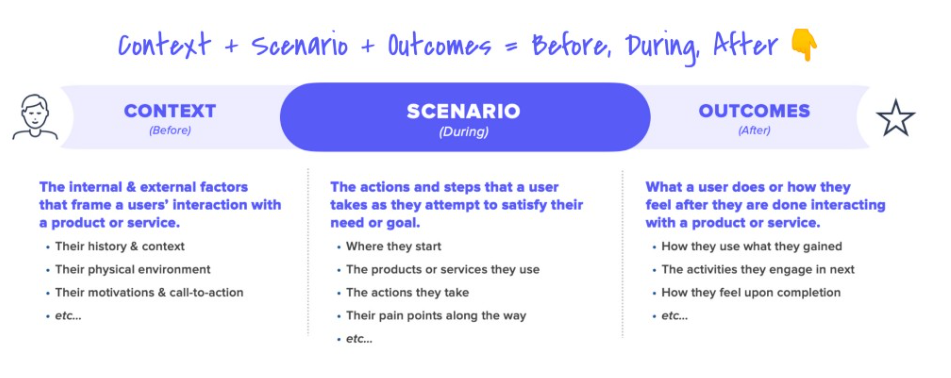 Context + Scenario + Outcomes = Before, During, After
CONTEXT
(Before)
SCENARIO
(During)
OUTCOMES
(After)
The internal & external factors
that frame a users' interaction with
a product or service.
• Their history & context
• Their physical environment
• Their motivations & call-to-action
• etc...
The actions and steps that a user
takes as they attempt to satisfy their
need or goal.
• Where they start
• The products or services they use
• The actions they take
• Their pain points along the way
• etc...
What a user does or how they
feel after they are done interacting
with a product or service.
• How they use what they gained
• The activities they engage in next
• How they feel upon completion
• etc...